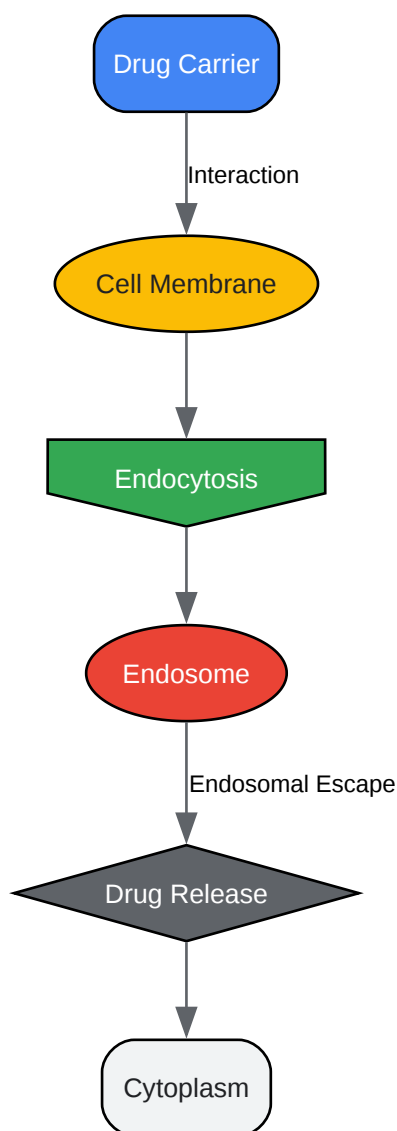 Drug Carrier
Interaction
Cell Membrane
Endocytosis
Endosome
Endosomal Escape
Drug Release
Cytoplasm